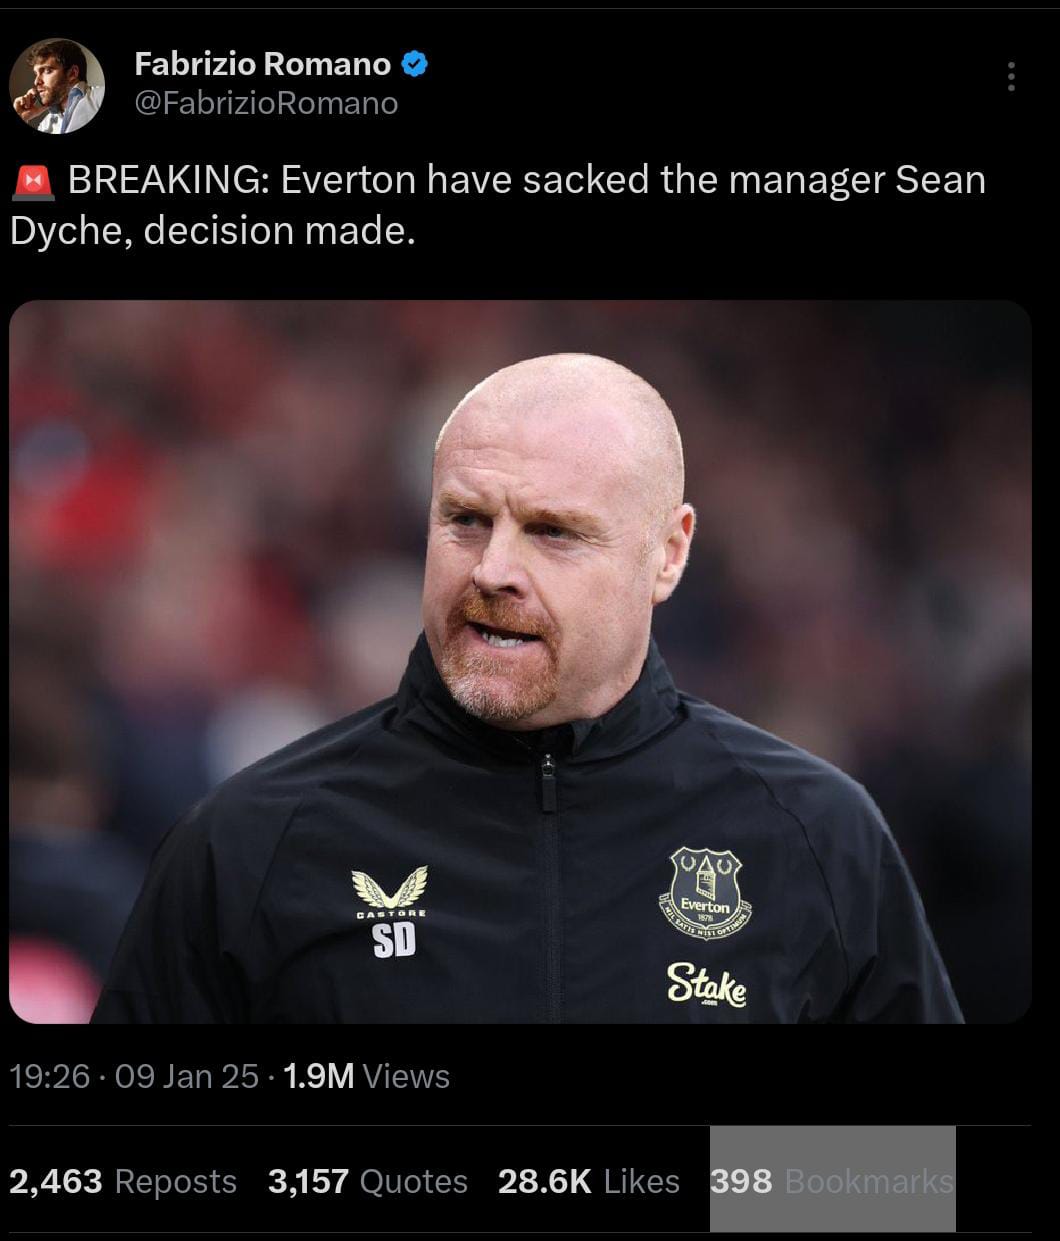 Fabrizio Romano
@FabrizioRomano
🚨 BREAKING: Everton have sacked the manager Sean
Dyche, decision made.
CASTORE
SD
Everton
1878
NIL SATIS NISI OPTIMUM
Stake
.com
19:26 · 09 Jan 25 · 1.9M Views
2,463 Reposts 3,157 Quotes 28.6K Likes 398 Bookmarks